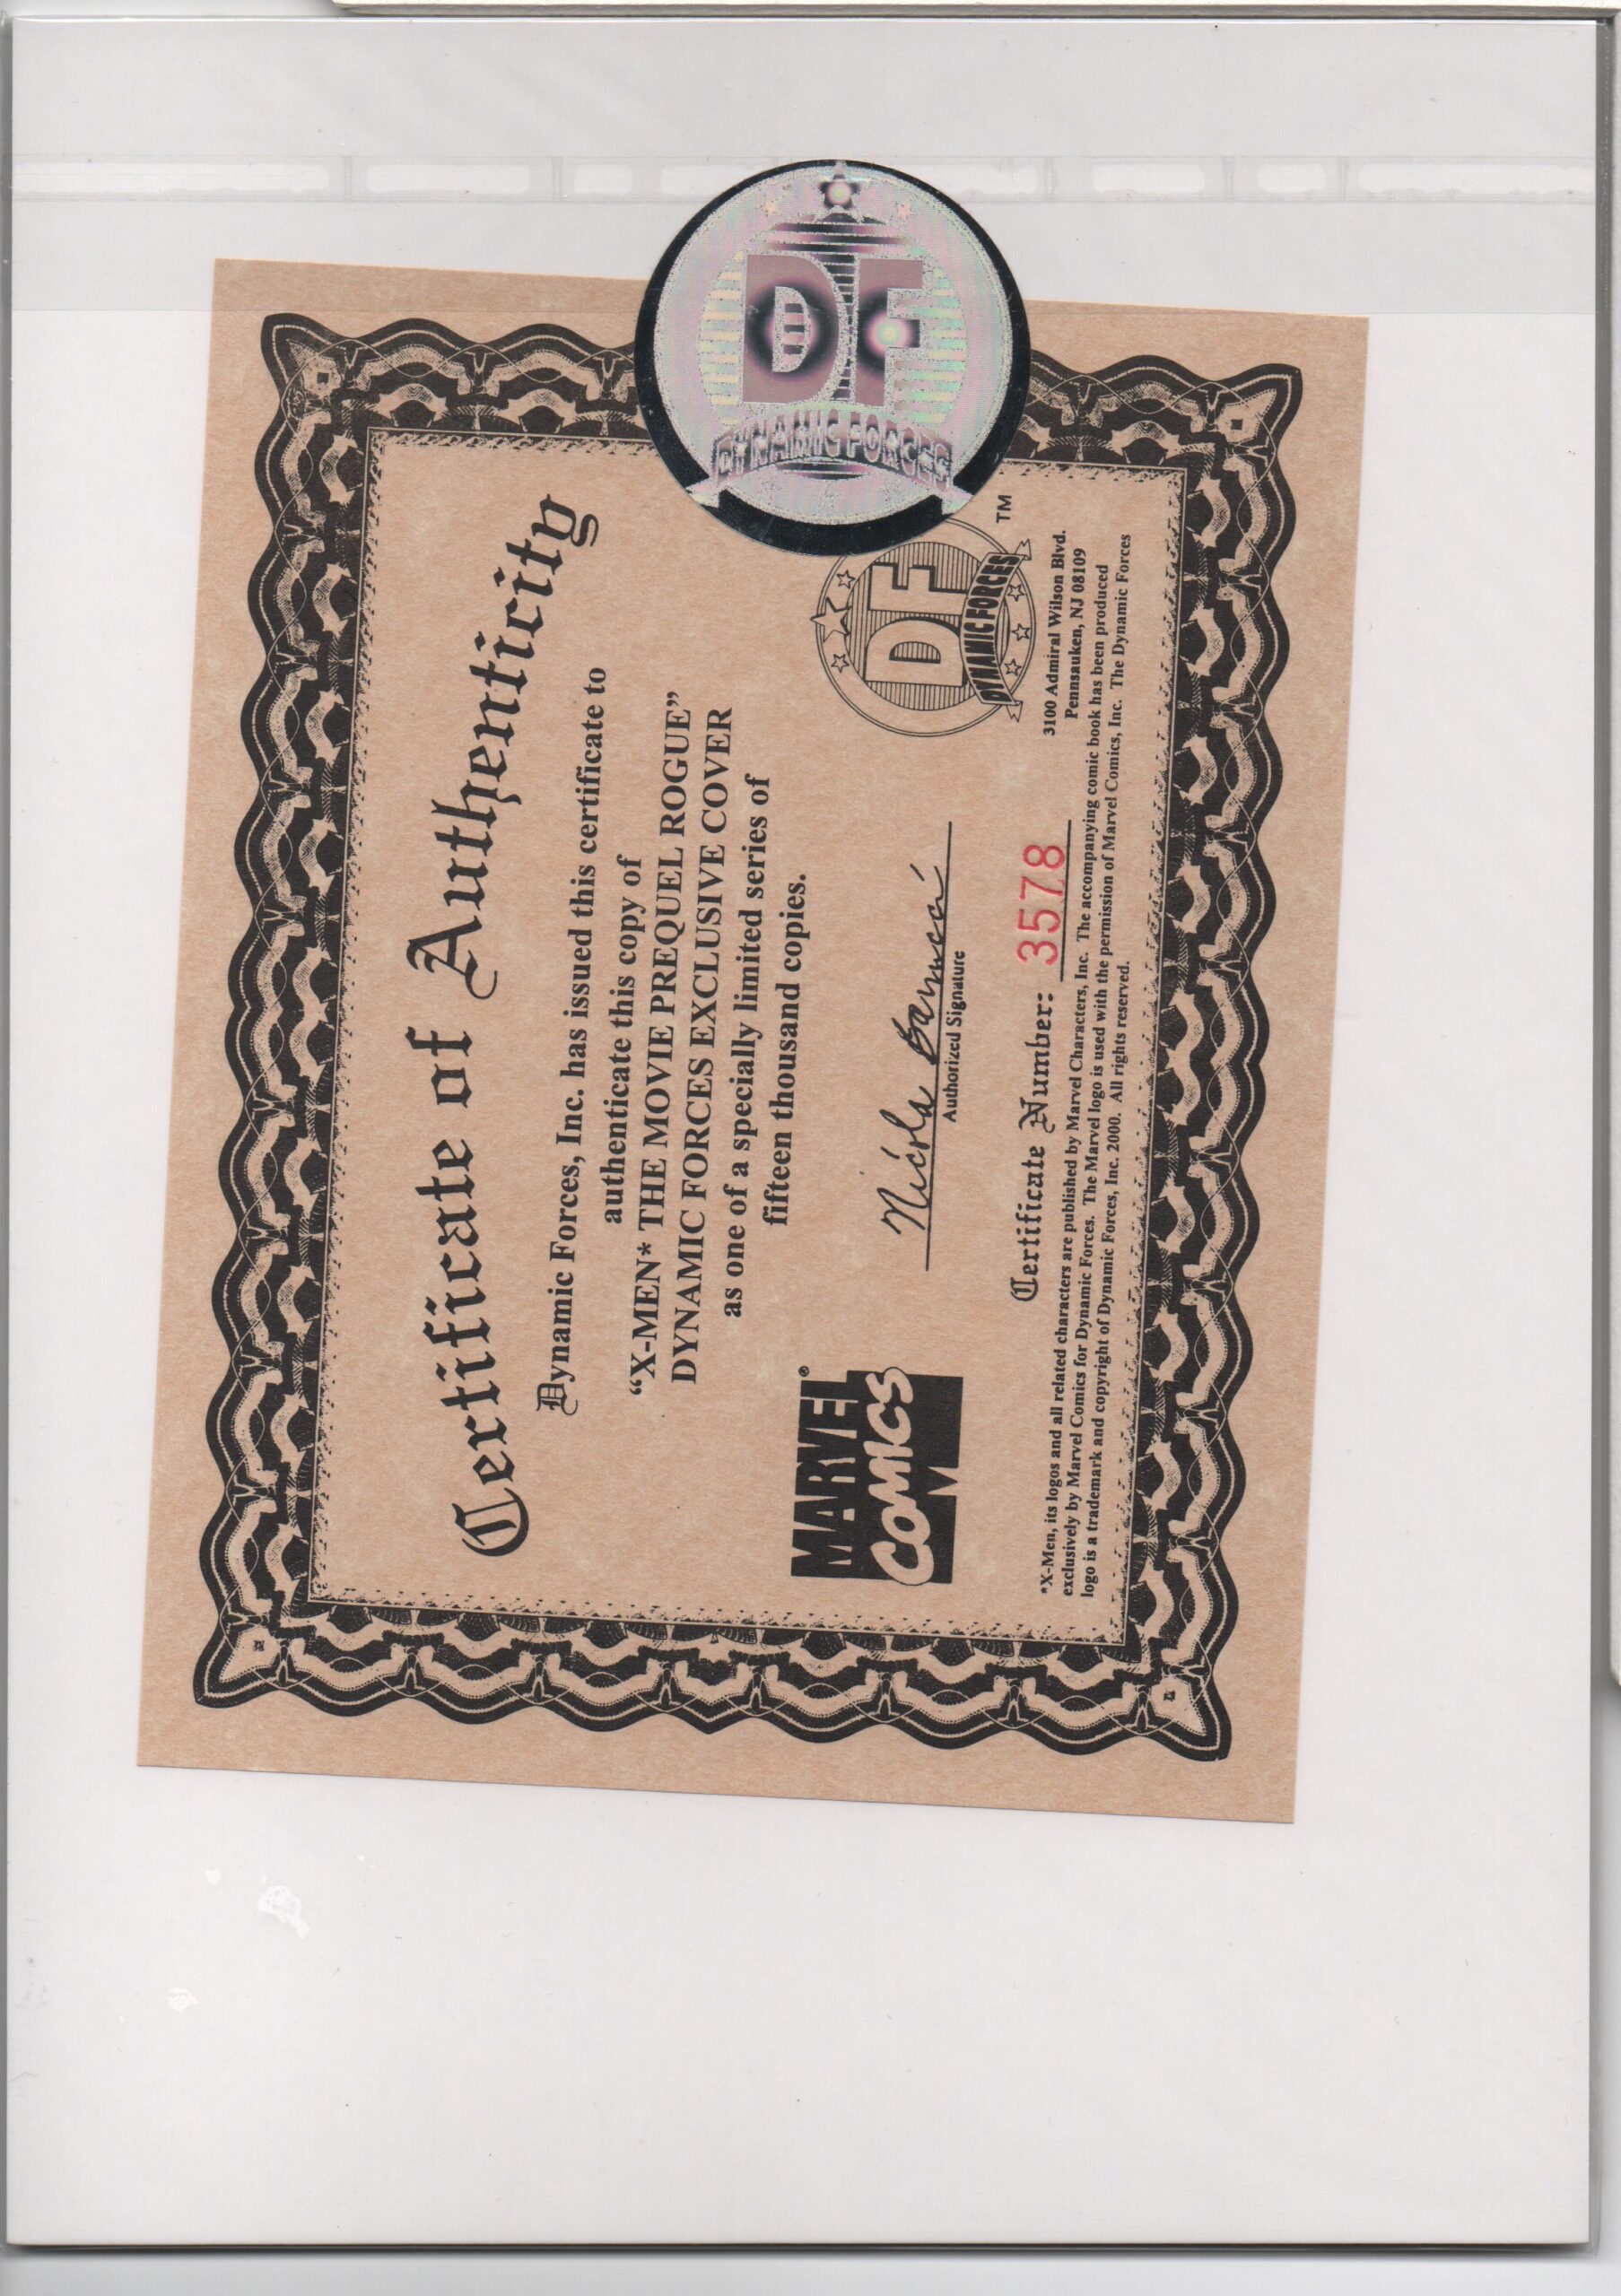 Certificate of Authenticity
Dynamic Forces, Inc. has issued this certificate to
authenticate this copy of
“X-MEN* THE MOVIE PREQUEL ROGUE”
DYNAMIC FORCES EXCLUSIVE COVER
as one of a specially limited series of
fifteen thousand copies.
MARVEL®
COMICS
Nicola
Authorized Signature
DF
DYNAMIC FORCES
TM
DF
DYNAMIC FORCES
Certificate Number: 3578
3100 Admiral Wilson Blvd.
Pennsauken, NJ 08109
*X-Men, its logos and all related characters are published by Marvel Characters, Inc. The accompanying comic book has been produced
exclusively by Marvel Comics for Dynamic Forces. The Marvel logo is used with the permission of Marvel Comics, Inc. The Dynamic Forces
logo is a trademark and copyright of Dynamic Forces, Inc. 2000. All rights reserved.